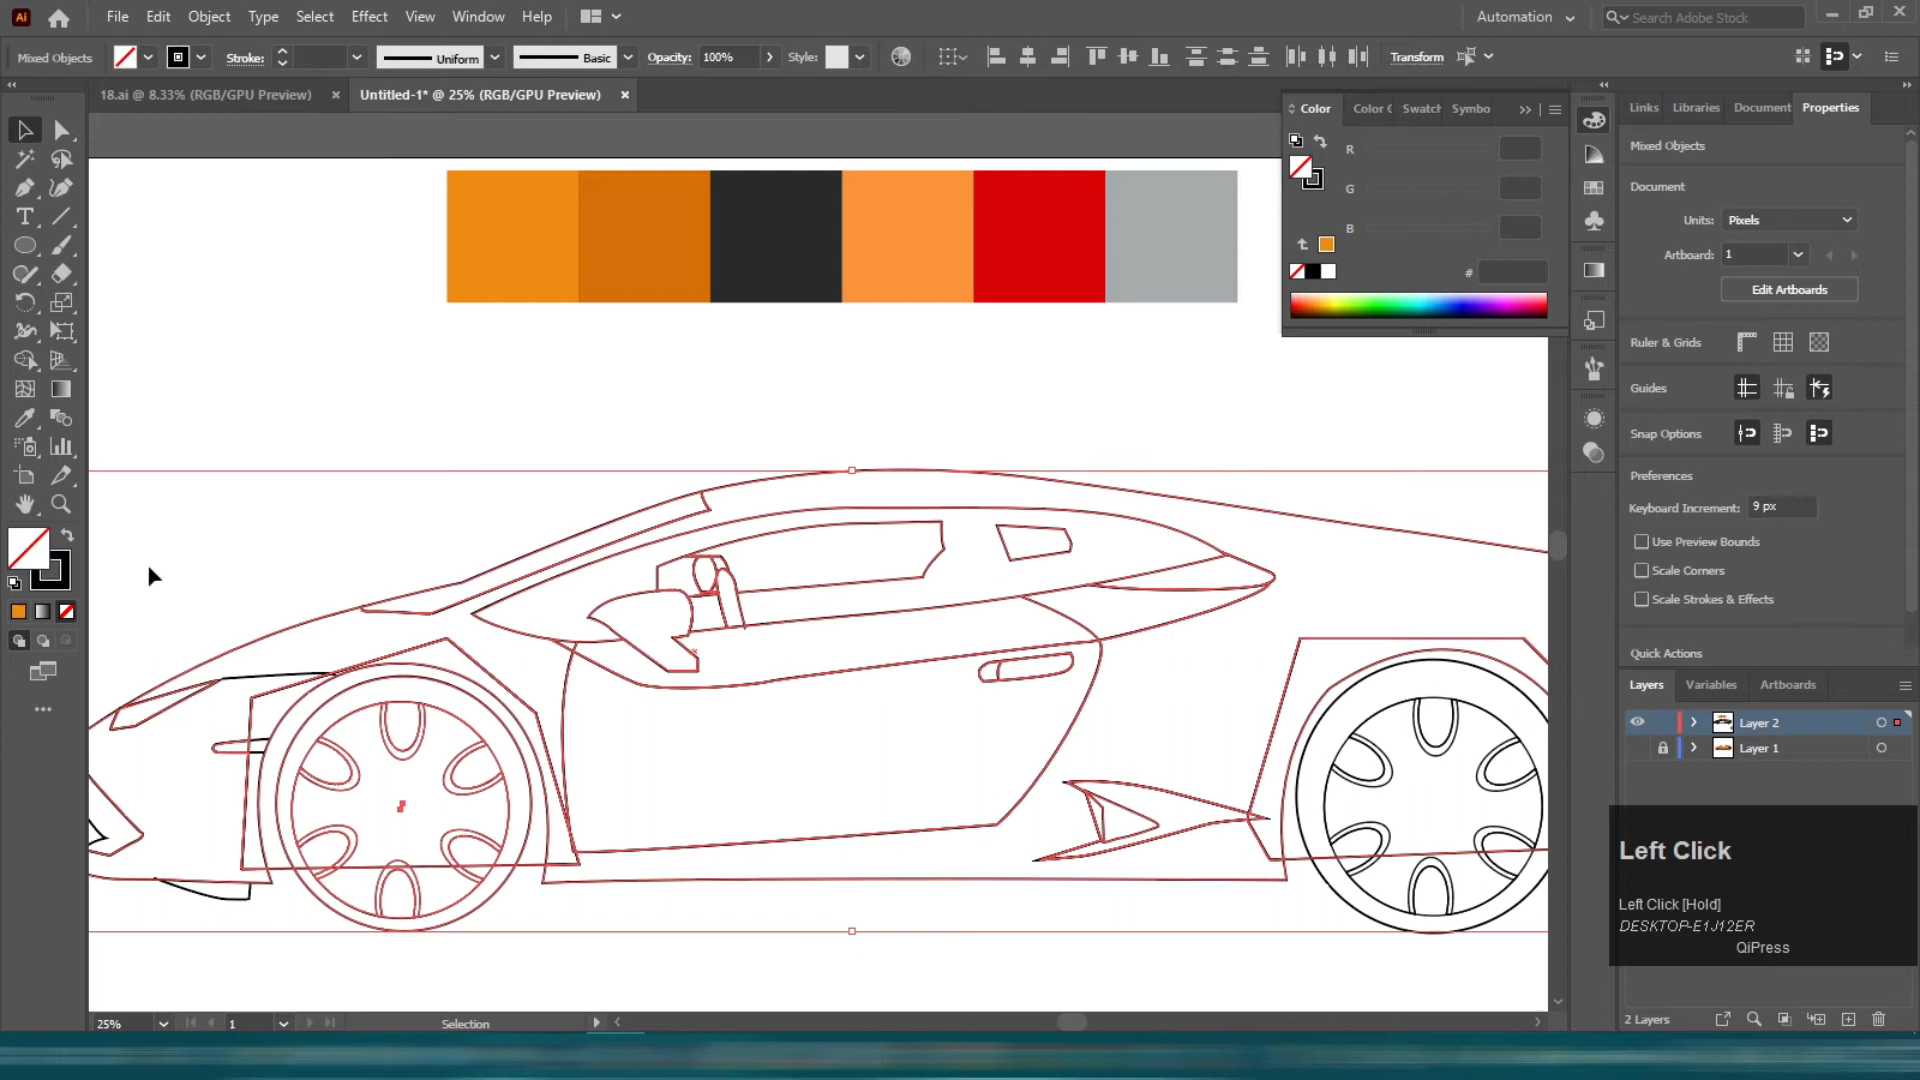 Ai File Edit Object Type Select Effect View Window Help Automation Search Adobe Stock
Mixed Objects Stroke: Uniform Basic Opacity: 100% Style: Transform
18.ai @ 8.33% (RGB/GPU Preview) × Untitled-1* @ 25% (RGB/GPU Preview) ×
Color Color G Swatch Symbo
R
G
B
#
Links Libraries Document Properties
Mixed Objects
Document
Units: Pixels
Artboard: 1
Edit Artboards
Ruler & Grids
Guides
Snap Options
Preferences
Keyboard Increment: 9 px
Use Preview Bounds
Scale Corners
Scale Strokes & Effects
Quick Actions
Layers Variables Artboards
Layer 2
Layer 1
Left Click
Left Click [Hold]
DESKTOP-E1J12ER
QiPress
2 Layers
25% 1 Selection